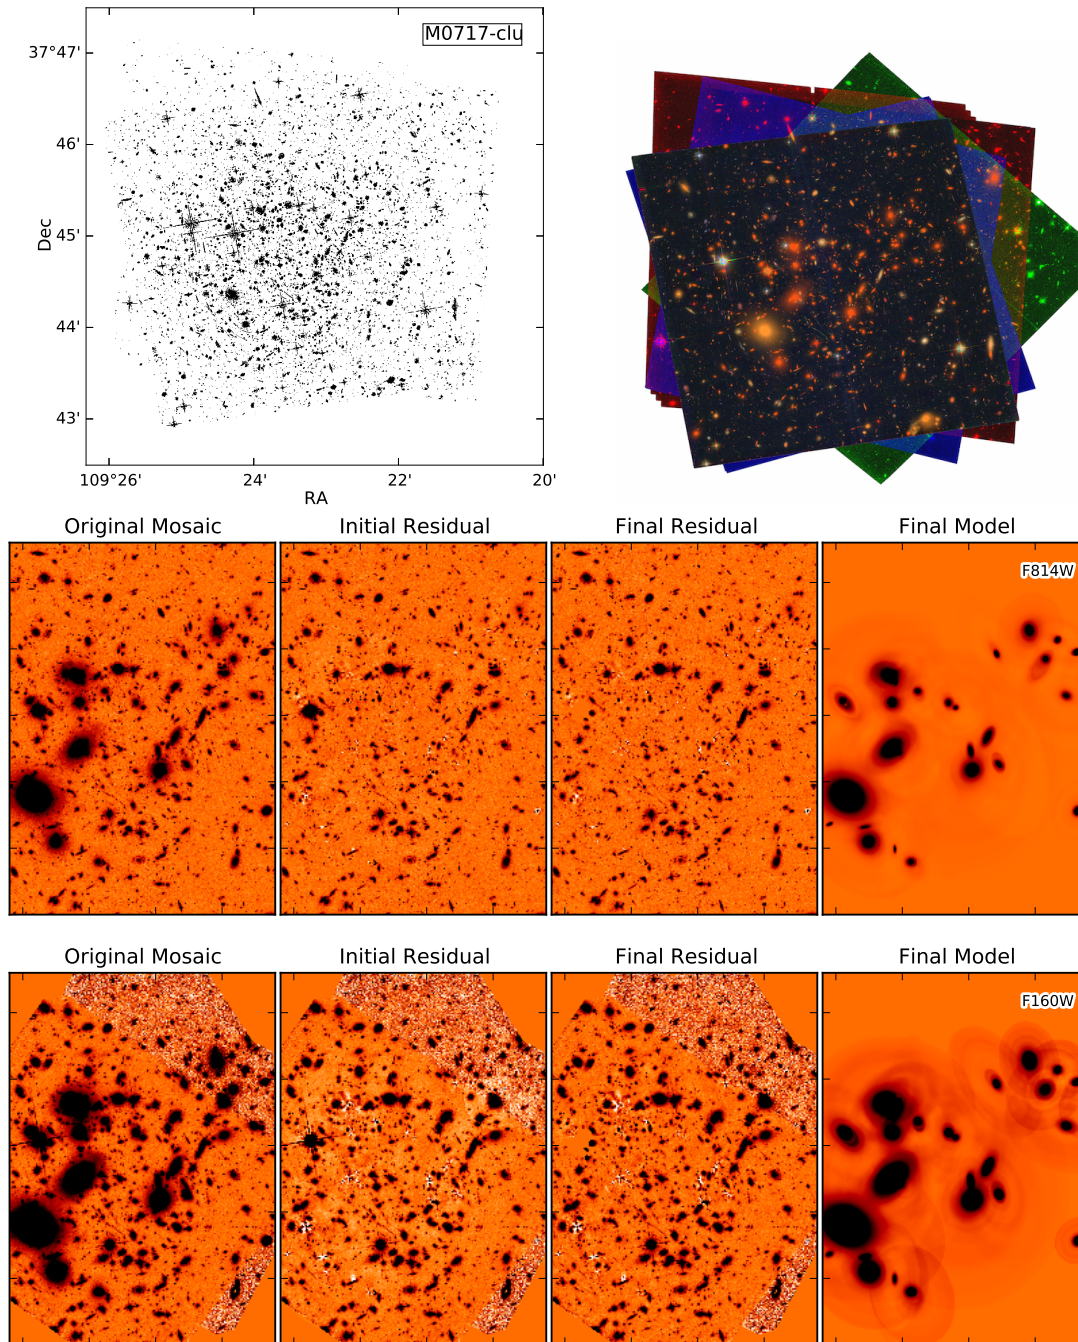 M0717-clu
37°47'
46'
45'
44'
43'
Dec
109°26'
24'
22'
20'
RA
Original Mosaic
Initial Residual
Final Residual
Final Model
F814W
Original Mosaic
Initial Residual
Final Residual
Final Model
F160W